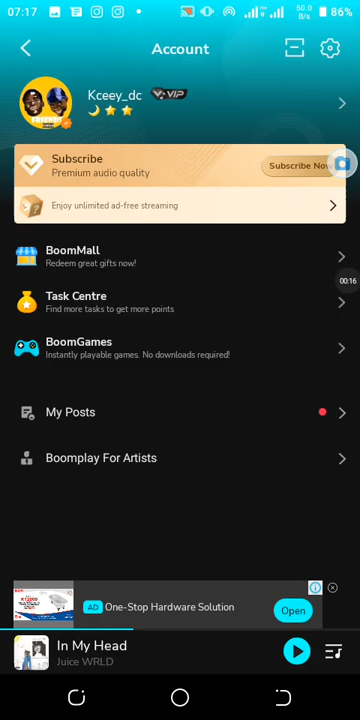 07:17
50.0
B/s
86%
Account
Kceey_dc VIP
Subscribe
Premium audio quality
Subscribe Now
Enjoy unlimited ad-free streaming
BoomMall
Redeem great gifts now!
00:16
Task Centre
Find more tasks to get more points
BoomGames
Instantly playable games. No downloads required!
My Posts
Boomplay For Artists
AD One-Stop Hardware Solution
Open
In My Head
Juice WRLD